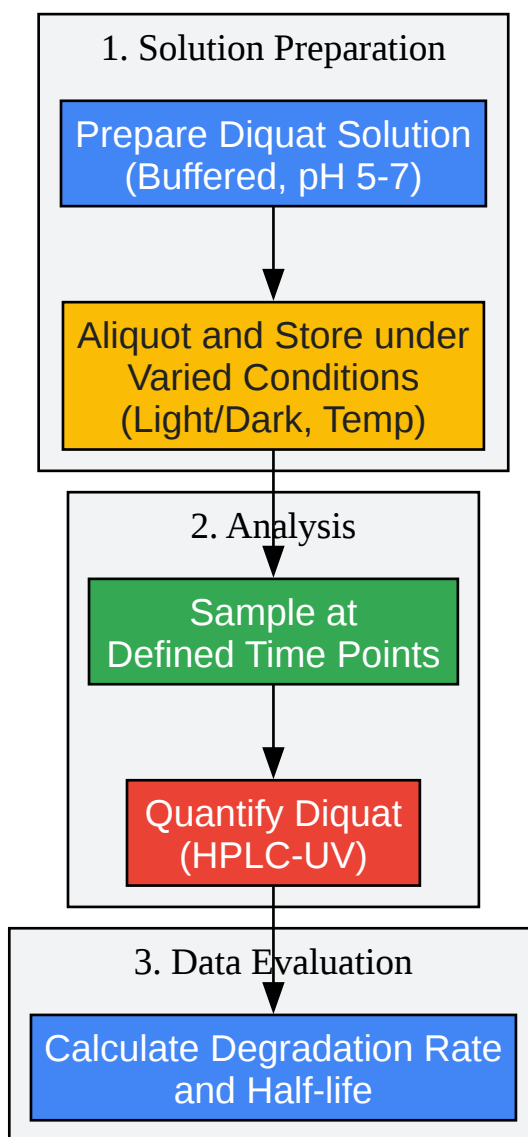 1. Solution Preparation
Prepare Diquat Solution
(Buffered, pH 5-7)
Aliquot and Store under
Varied Conditions
(Light/Dark, Temp)
2. Analysis
Sample at
Defined Time Points
Quantify Diquat
(HPLC-UV)
3. Data Evaluation
Calculate Degradation Rate
and Half-life